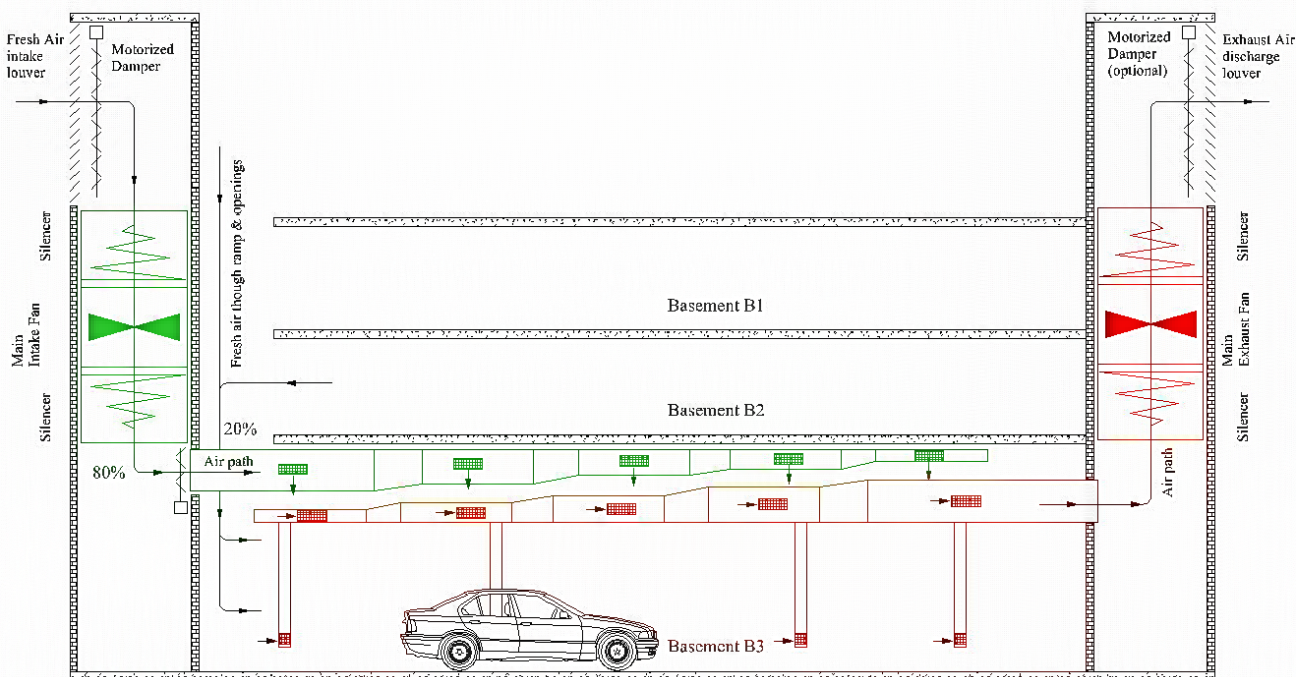 Fresh Air
intake
louver
Motorized
Damper
Motorized
Damper
(optional)
Exhaust Air
discharge
louver
Silencer
Main
Intake Fan
Silencer
Fresh air though ramp & openings
Basement B1
Basement B2
20%
80%
Air path
Silencer
Main
Exhaust Fan
Silencer
Air path
Basement B3